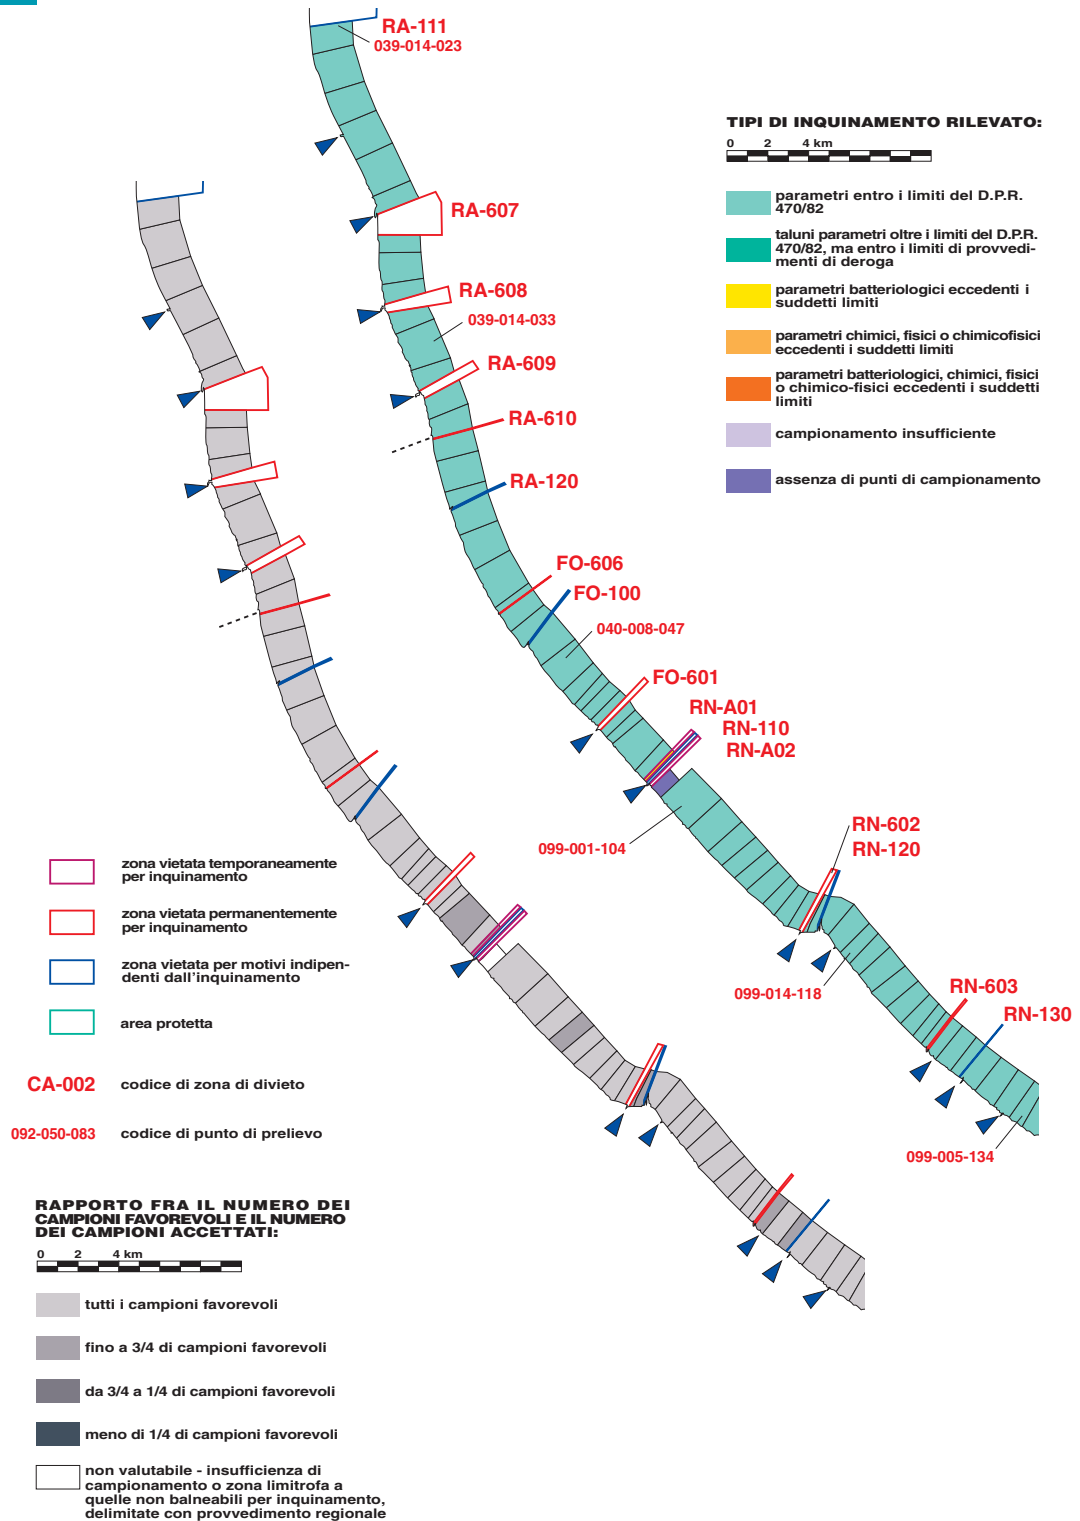 RA-111
039-014-023
RA-607
RA-608
039-014-033
RA-609
RA-610
RA-120
FO-606
FO-100
040-008-047
FO-601
RN-A01
RN-110
RN-A02
099-001-104
RN-602
RN-120
099-014-118
RN-603
RN-130
099-005-134
TIPI DI INQUINAMENTO RILEVATO:
0 2 4 km
parametri entro i limiti del D.P.R.
470/82
taluni parametri oltre i limiti del D.P.R.
470/82, ma entro i limiti di provvedi-
menti di deroga
parametri batteriologici eccedenti i
suddetti limiti
parametri chimici, fisici o chimicofisici
eccedenti i suddetti limiti
parametri batteriologici, chimici, fisici
o chimico-fisici eccedenti i suddetti
limiti
campionamento insufficiente
assenza di punti di campionamento
zona vietata temporaneamente
per inquinamento
zona vietata permanentemente
per inquinamento
zona vietata per motivi indipen-
denti dall'inquinamento
area protetta
CA-002 codice di zona di divieto
092-050-083 codice di punto di prelievo
RAPPORTO FRA IL NUMERO DEI
CAMPIONI FAVOREVOLI E IL NUMERO
DEI CAMPIONI ACCETTATI:
0 2 4 km
tutti i campioni favorevoli
fino a 3/4 di campioni favorevoli
da 3/4 a 1/4 di campioni favorevoli
meno di 1/4 di campioni favorevoli
non valutabile - insufficienza di
campionamento o zona limitrofa a
quelle non balneabili per inquinamento,
delimitate con provvedimento regionale